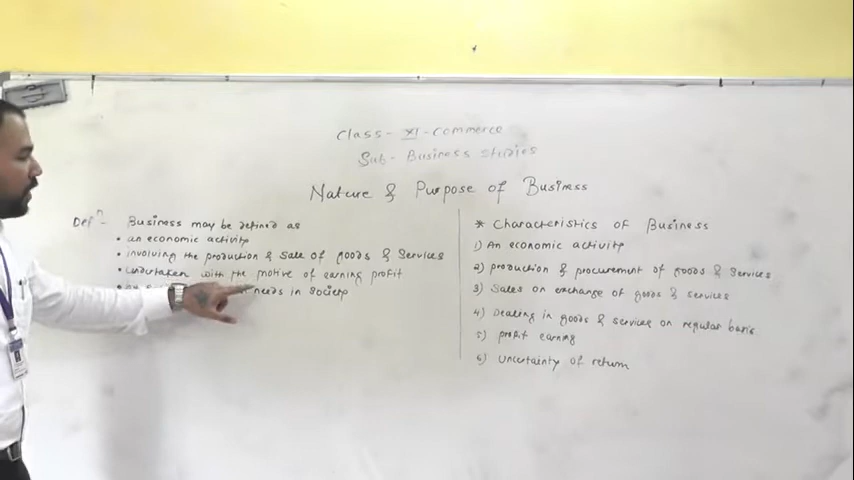 Class - XI - Commerce
Sub - Business Studies
Nature & Purpose of Business
Defn - Business may be defined as
• an economic activity
• involving the production & sale of goods & services
• undertaken with the motive of earning profit
needs in society
* Characteristics of Business
1) An economic activity
2) production & procurement of goods & services
3) Sales on exchange of goods & services
4) Dealing in goods & services on regular basis
5) profit earning
6) Uncertainty of return